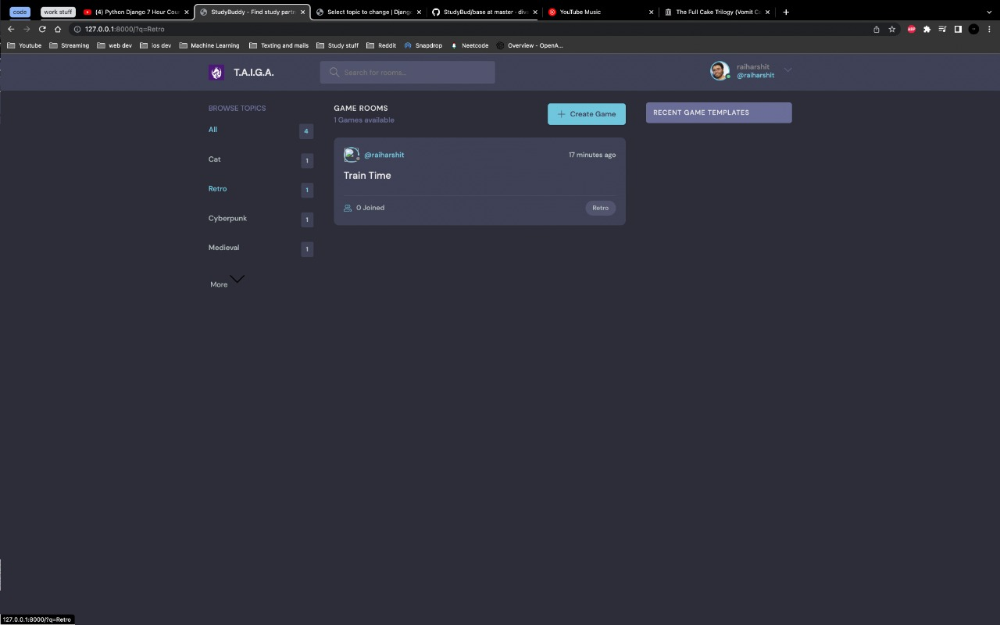 code
work stuff
(4) Python Django 7 Hour Cou
StudyBuddy - Find study partn
Select topic to change | Djang
StudyBud/base at master · div
YouTube Music
The Full Cake Trilogy (Vomit C
127.0.0.1:8000/?q=Retro
ABP
Youtube
Streaming
web dev
ios dev
Machine Learning
Texting and mails
Study stuff
Reddit
Snapdrop
Neetcode
Overview - OpenA...
T.A.I.G.A.
Search for rooms...
raiharshit
@raiharshit
BROWSE TOPICS
All 4
Cat 1
Retro 1
Cyberpunk 1
Medieval 1
More
GAME ROOMS
1 Games available
Create Game
@raiharshit
17 minutes ago
Train Time
0 Joined
Retro
RECENT GAME TEMPLATES
127.0.0.1:8000/?q=Retro